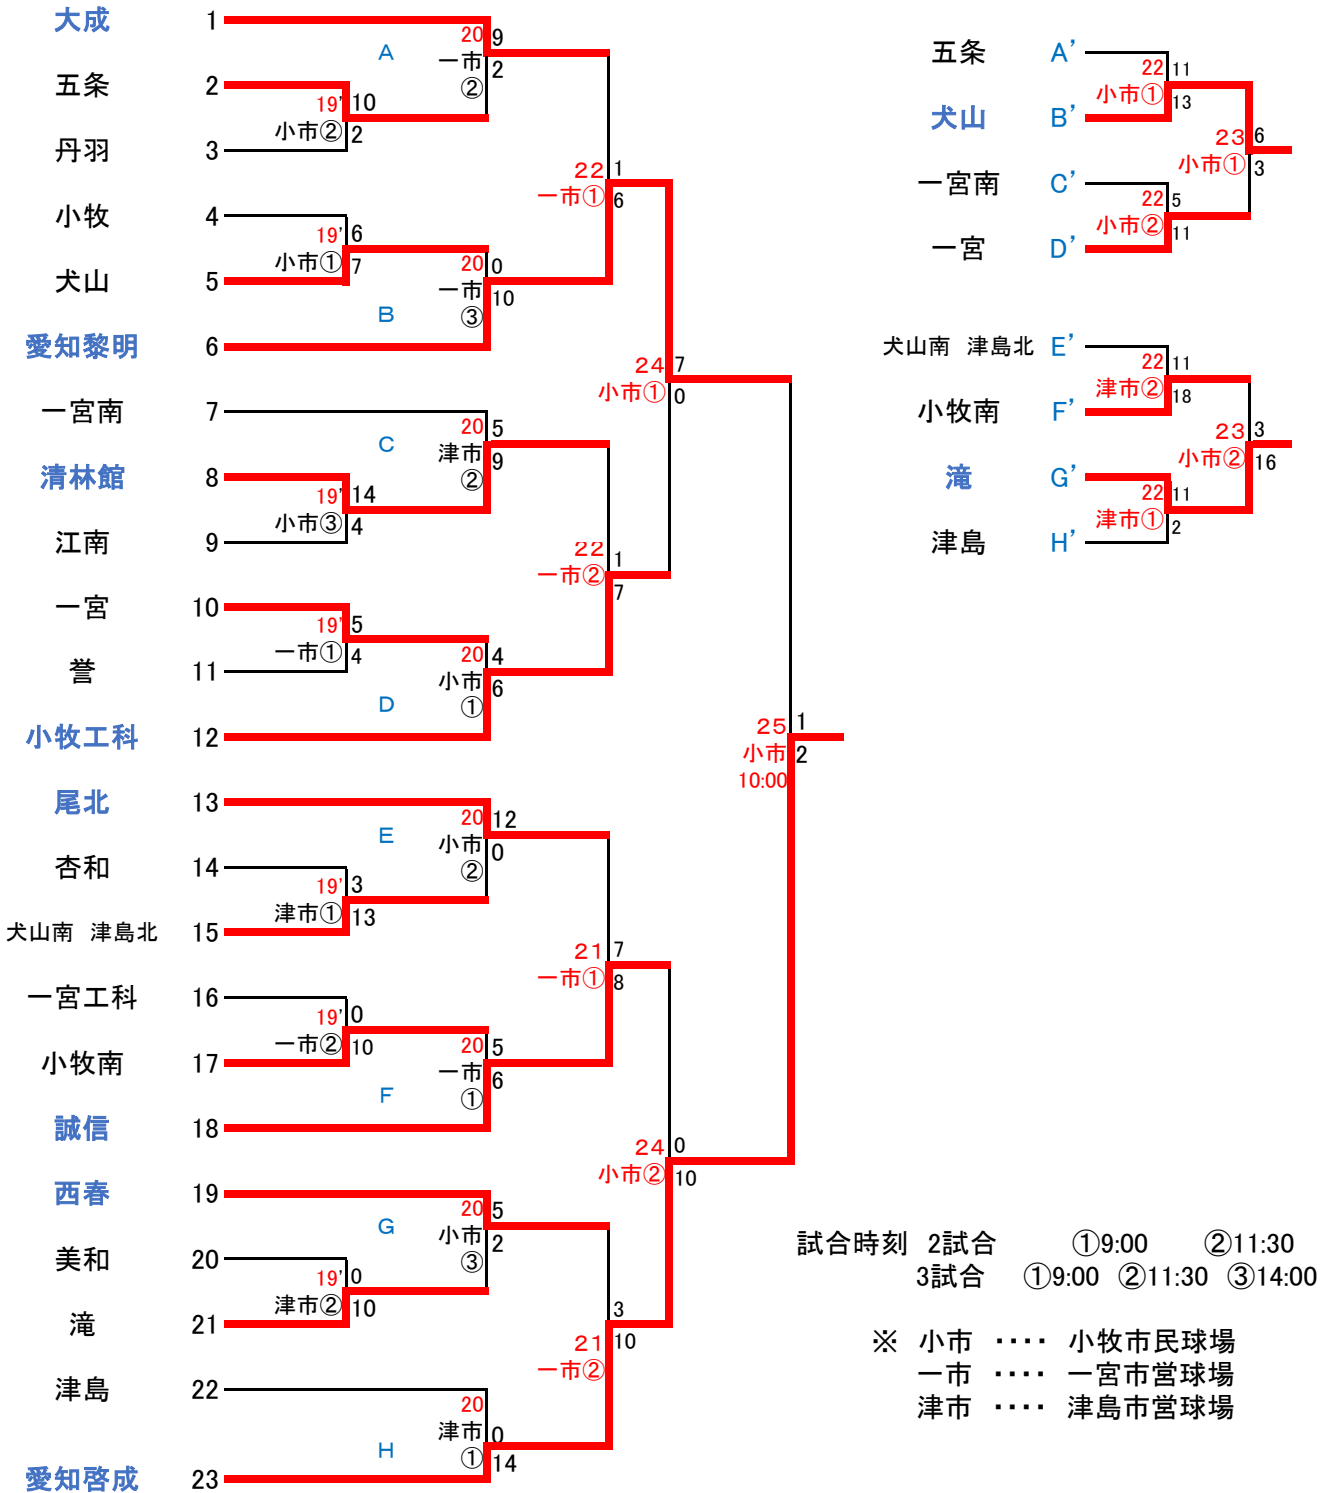 大成 1
20 9
A 一市 2
②
五条 2
19' 10
小市② 2
丹羽 3
22 1
一市① 6
小牧 4
19' 6
小市① 7
犬山 5
20 0
一市 10
③
B
愛知黎明 6
24 7
小市① 0
一宮南 7
20 5
C 津市 9
②
清林館 8
19' 14
小市③ 4
江南 9
22 1
一市② 7
一宮 10
19' 5
一市① 4
誉 11
20 4
小市 6
①
D
小牧工科 12
25 1
小市 2
10:00
尾北 13
20 12
E 小市 0
②
杏和 14
19' 3
津市① 13
犬山南 津島北 15
21 7
一市① 8
一宮工科 16
19' 0
一市② 10
小牧南 17
20 5
一市 6
①
F
誠信 18
24 0
小市② 10
西春 19
20 5
G 小市 2
③
美和 20
19' 0
津市② 10
滝 21
21 3
一市② 10
津島 22
20
津市 0
① 14
H
愛知啓成 23
五条 A’
22 11
小市① 13
犬山 B’
23 6
小市① 3
一宮南 C’
22 5
小市② 11
一宮 D’
犬山南 津島北 E’
22 11
津市② 18
小牧南 F’
23 3
小市② 16
滝 G’
22 11
津市① 2
津島 H’
試合時刻 2試合 ①9:00 ②11:30
3試合 ①9:00 ②11:30 ③14:00
※ 小市 ‥‥ 小牧市民球場
一市 ‥‥ 一宮市営球場
津市 ‥‥ 津島市営球場